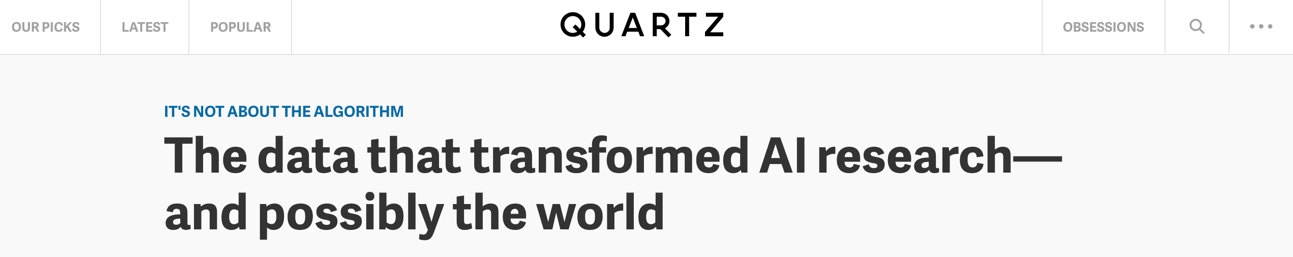 OUR PICKS LATEST POPULAR QUARTZ OBSESSIONS
IT'S NOT ABOUT THE ALGORITHM
The data that transformed AI research—
and possibly the world